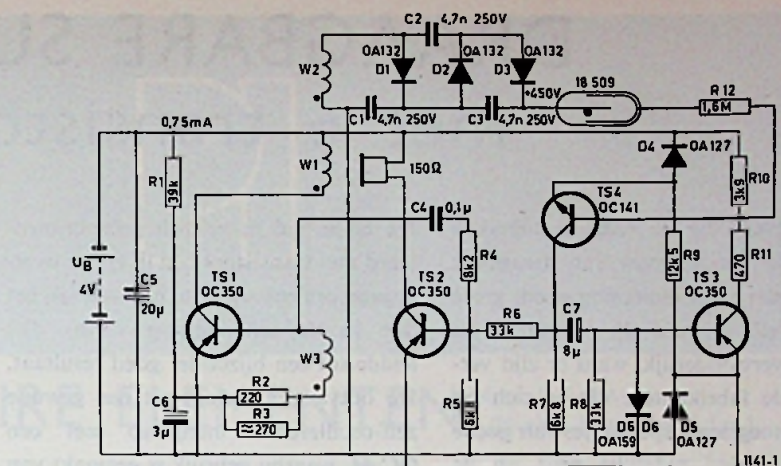 C2 4,7n 250V
OA132
D1
OA132
D2
OA132
D3
W2
+450V
18 509
R12
1,6M
C1 4,7n 250V
C3 4,7n 250V
0,75mA
W1
150Ω
D4
OA127
R1
39k
R10
3k9
TS4
OC141
C4 0,1µ
R4
8k2
R9
12k5
R11
470
UB
4V
C5
20µ
TS1
OC350
TS2
OC350
TS3
OC350
R6
33k
C7
8µ
W3
R2
220
R3
≈270
C6
3µ
R5
R7
6k8
R8
33k
D6
D6
OA159
D5
OA127
1141-1